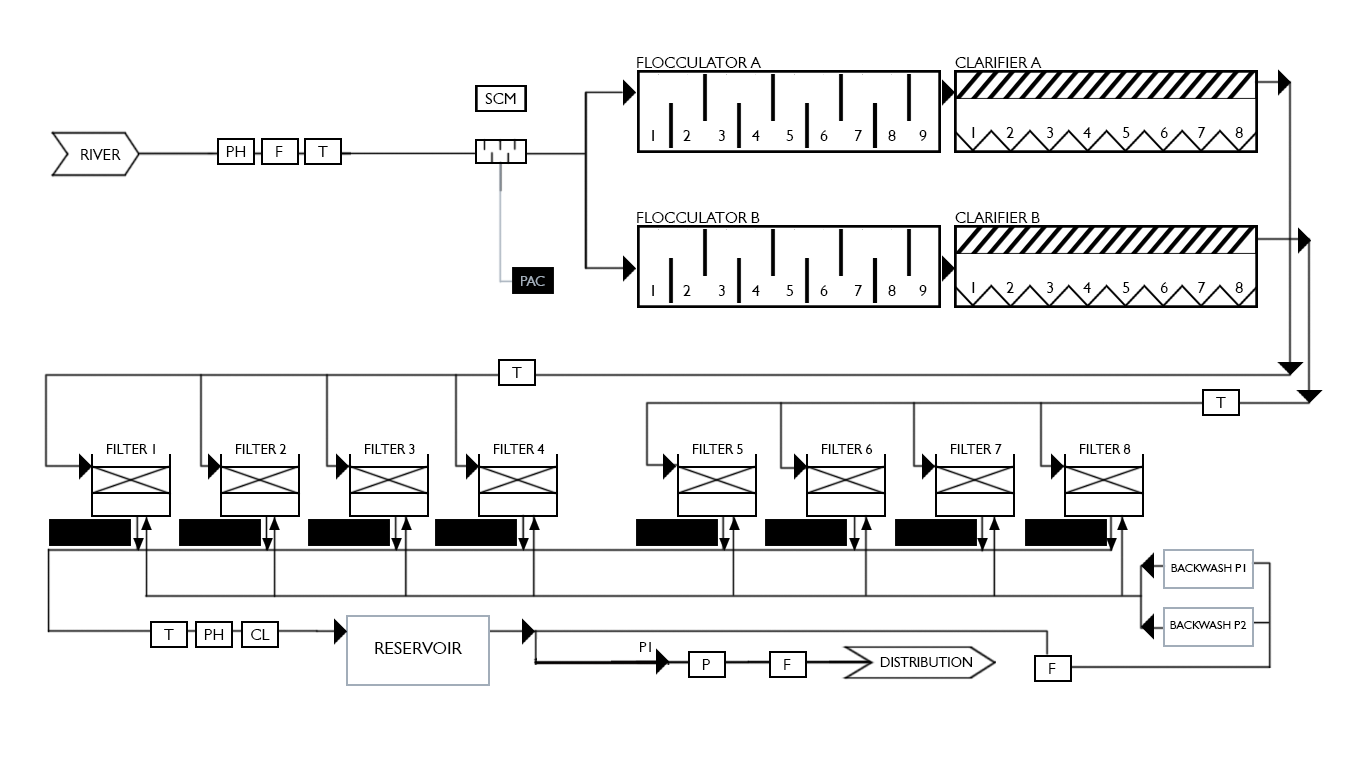 FLOCCULATOR A
CLARIFIER A
SCM
1 2 3 4 5 6 7 8 9
1 2 3 4 5 6 7 8
RIVER
PH
F
T
FLOCCULATOR B
CLARIFIER B
PAC
1 2 3 4 5 6 7 8 9
1 2 3 4 5 6 7 8
T
T
FILTER 1
FILTER 2
FILTER 3
FILTER 4
FILTER 5
FILTER 6
FILTER 7
FILTER 8
BACKWASH P1
BACKWASH P2
T
PH
CL
RESERVOIR
P1
P
F
DISTRIBUTION
F